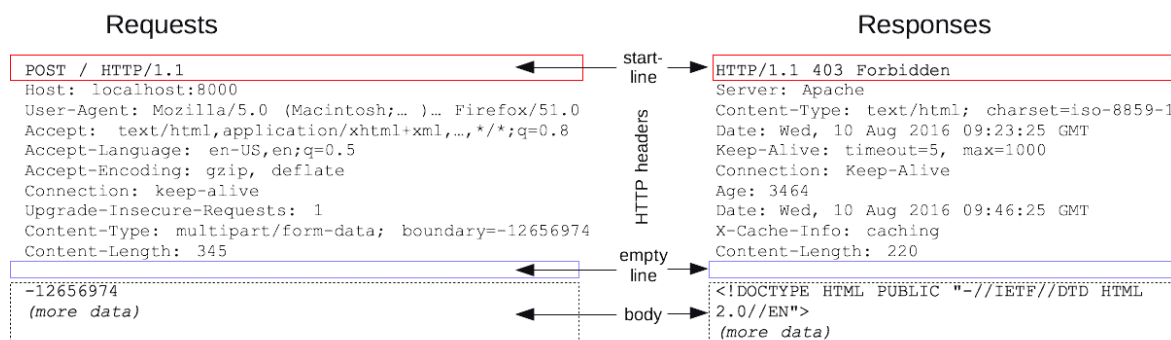 Requests
POST / HTTP/1.1
Host: localhost:8000
User-Agent: Mozilla/5.0 (Macintosh;… )… Firefox/51.0
Accept: text/html,application/xhtml+xml,…,*/*;q=0.8
Accept-Language: en-US,en;q=0.5
Accept-Encoding: gzip, deflate
Connection: keep-alive
Upgrade-Insecure-Requests: 1
Content-Type: multipart/form-data; boundary=-12656974
Content-Length: 345
-12656974
(more data)
start-
line
HTTP headers
empty
line
body
Responses
HTTP/1.1 403 Forbidden
Server: Apache
Content-Type: text/html; charset=iso-8859-1
Date: Wed, 10 Aug 2016 09:23:25 GMT
Keep-Alive: timeout=5, max=1000
Connection: Keep-Alive
Age: 3464
Date: Wed, 10 Aug 2016 09:46:25 GMT
X-Cache-Info: caching
Content-Length: 220
<!DOCTYPE HTML PUBLIC "-//IETF//DTD HTML
2.0//EN">
(more data)